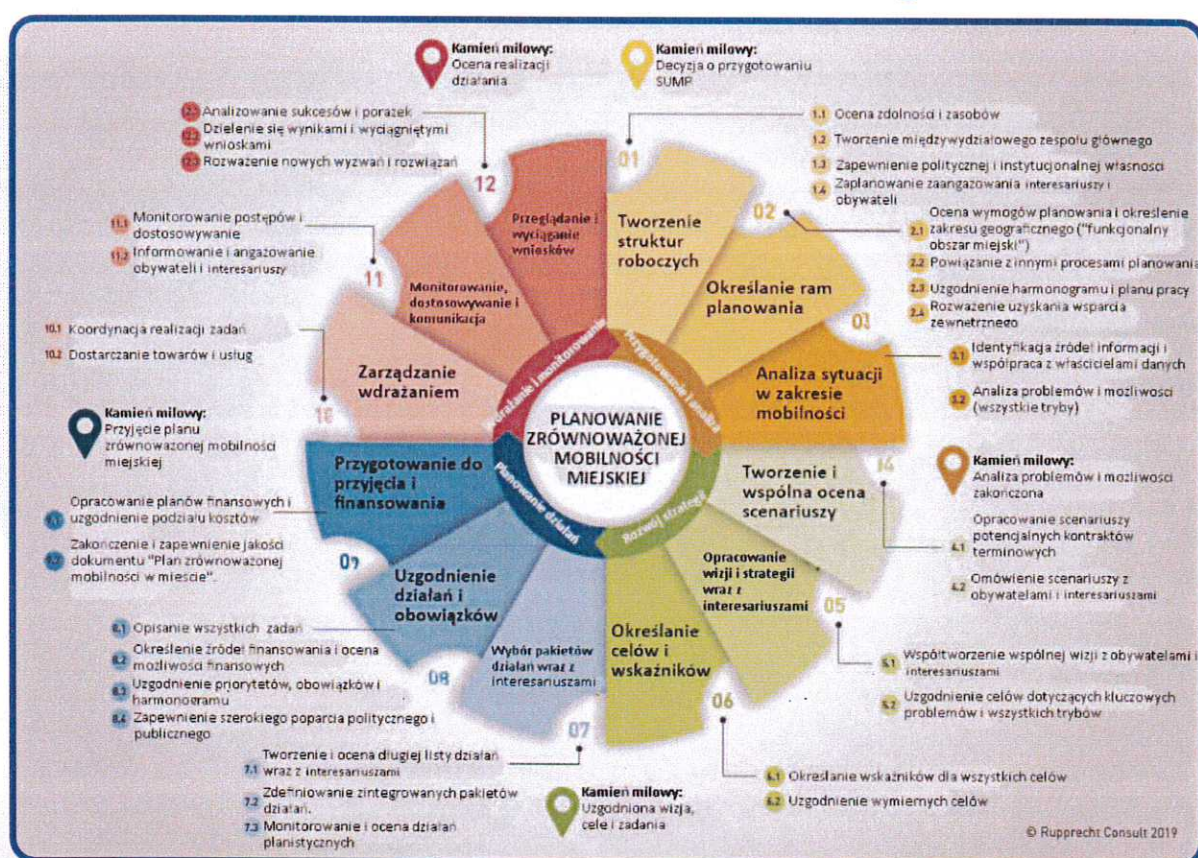 Kamień milowy:
Ocena realizacji
działania
Kamień milowy:
Decyzja o przygotowaniu
SUMP
12.1 Analizowanie sukcesów i porażek
12.2 Dzielenie się wynikami i wyciągniętymi
wnioskami
12.3 Rozważenie nowych wyzwań i rozwiązań
1.1 Ocena zdolności i zasobów
1.2 Tworzenie międzywydziałowego zespołu głównego
1.3 Zapewnienie politycznej i instytucjonalnej własności
1.4 Zaplanowanie zaangażowania interesariuszy i
obywateli
11.1 Monitorowanie postępów i
dostosowywanie
11.2 Informowanie i angażowanie
obywateli i interesariuszy
Ocena wymogów planowania i określenie
2.1 zakresu geograficznego ("funkcjonalny
obszar miejski")
2.2 Powiązanie z innymi procesami planowania
2.3 Uzgodnienie harmonogramu i planu pracy
2.4 Rozważenie uzyskania wsparcia
zewnętrznego
10.1 Koordynacja realizacji zadań
10.2 Dostarczanie towarów i usług
3.1 Identyfikacja źródeł informacji i
współpraca z właścicielami danych
3.2 Analiza problemów i możliwości
(wszystkie tryby)
12
Przeglądanie i
wyciąganie
wniosków
01
Tworzenie
struktur
roboczych
02
Określanie ram
planowania
03
Analiza sytuacji
w zakresie
mobilności
11
Monitorowanie,
dostosowywanie i
komunikacja
10
Zarządzanie
wdrażaniem
Wdrażanie i monitorowanie
Przygotowanie i analiza
PLANOWANIE
ZRÓWNOWAŻONEJ
MOBILNOŚCI
MIEJSKIEJ
Planowanie działań
Rozwój strategii
Kamień milowy:
Przyjęcie planu
zrównoważonej mobilności
miejskiej
Kamień milowy:
Analiza problemów i możliwości
zakończona
Przygotowanie do
przyjęcia i
finansowania
09
04
Tworzenie i
wspólna ocena
scenariuszy
Opracowanie planów finansowych i
9.1 uzgodnienie podziału kosztów
Zakończenie i zapewnienie jakości
9.2 dokumentu "Plan zrównoważonej
mobilności w mieście".
Opracowanie scenariuszy
potencjalnych kontraktów
4.1 terminowych
4.2 Omówienie scenariuszy z
obywatelami i interesariuszami
Uzgodnienie
działań i
obowiązków
08
Opracowanie
wizji i strategii
wraz z
interesariuszami
05
Wybór pakietów
działań wraz z
interesariuszami
07
Określanie
celów i
wskaźników
06
8.1 Opisanie wszystkich zadań
8.2 Określenie źródeł finansowania i ocena
możliwości finansowych
8.3 Uzgodnienie priorytetów, obowiązków i
harmonogramu
8.4 Zapewnienie szerokiego poparcia politycznego i
publicznego
5.1 Współtworzenie wspólnej wizji z obywatelami i
interesariuszami
5.2 Uzgodnienie celów dotyczących kluczowych
problemów i wszystkich trybów
Tworzenie i ocena długiej listy działań
7.1 wraz z interesariuszami
7.2 Zdefiniowanie zintegrowanych pakietów
działań.
7.3 Monitorowanie i ocena działań
planistycznych
Kamień milowy:
Uzgodniona wizja,
cele i zadania
6.1 Określanie wskaźników dla wszystkich celów
6.2 Uzgodnienie wymiernych celów
© Rupprecht Consult 2019